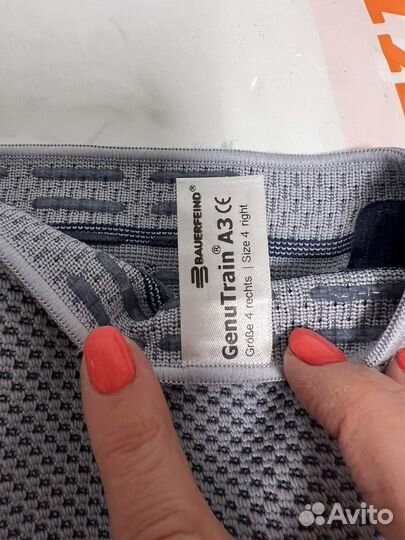 BAUERFEIND®
GenuTrain® A3 CE
Größe 4 rechts | Size 4 right
Avito